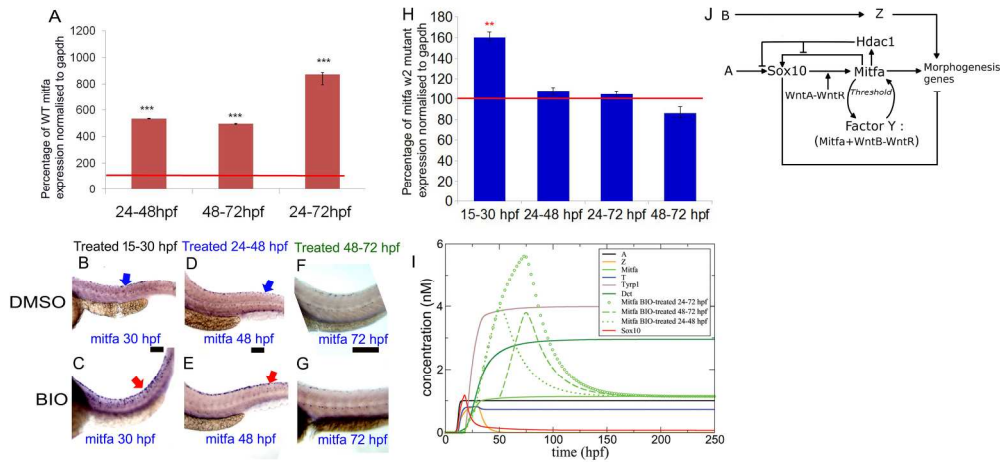 A
Percentage of WT mitfa
expression normalised to gapdh
1200
1000
800
600
400
200
0
***
***
***
24-48hpf
48-72hpf
24-72hpf
H
Percentage of mitfa w2 mutant
expression normalised to gapdh
180
160
140
120
100
80
60
40
20
0
**
15-30 hpf
24-48 hpf
24-72 hpf
48-72 hpf
J
B
Z
Hdac1
A
Sox10
Mitfa
Morphogenesis
genes
WntA-WntR
Threshold
Factor Y :
(Mitfa+WntB-WntR)
Treated 15-30 hpf
Treated 24-48 hpf
Treated 48-72 hpf
DMSO
B
mitfa 30 hpf
D
mitfa 48 hpf
F
mitfa 72 hpf
BIO
C
mitfa 30 hpf
E
mitfa 48 hpf
G
mitfa 72 hpf
I
concentration (nM)
6
4
2
0
0
50
75
100
150
200
250
time (hpf)
A
Z
Mitfa
T
Tyrp1
Dct
Mitfa BIO-treated 24-72 hpf
Mitfa BIO-treated 48-72 hpf
Mitfa BIO-treated 24-48 hpf
Sox10